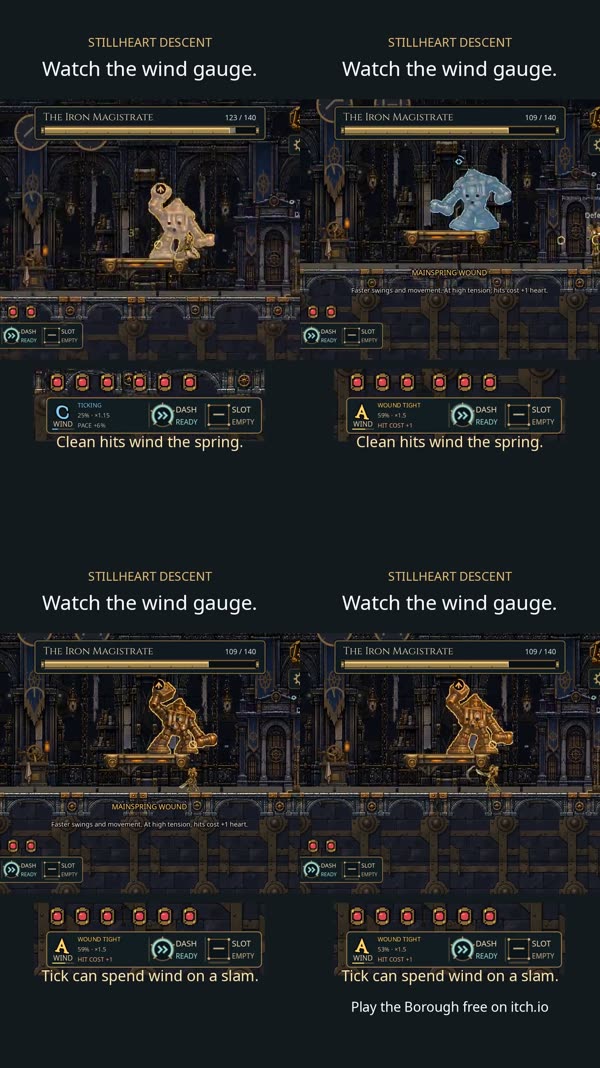 STILLHEART DESCENT
Watch the wind gauge.
THE IRON MAGISTRATE 123 / 140
DASH
READY
SLOT
EMPTY
C
WIND
TICKING
25% · ×1.15
PACE +6%
DASH
READY
SLOT
EMPTY
Clean hits wind the spring.
STILLHEART DESCENT
Watch the wind gauge.
THE IRON MAGISTRATE 109 / 140
MAINSPRING WOUND
Faster swings and movement. At high tension, hits cost +1 heart.
DASH
READY
SLOT
EMPTY
A
WIND
WOUND TIGHT
59% · ×1.5
HIT COST +1
DASH
READY
SLOT
EMPTY
Clean hits wind the spring.
STILLHEART DESCENT
Watch the wind gauge.
THE IRON MAGISTRATE 109 / 140
MAINSPRING WOUND
Faster swings and movement. At high tension, hits cost +1 heart.
DASH
READY
SLOT
EMPTY
A
WIND
WOUND TIGHT
59% · ×1.5
HIT COST +1
DASH
READY
SLOT
EMPTY
Tick can spend wind on a slam.
STILLHEART DESCENT
Watch the wind gauge.
THE IRON MAGISTRATE 109 / 140
DASH
READY
SLOT
EMPTY
A
WIND
WOUND TIGHT
53% · ×1.5
HIT COST +1
DASH
READY
SLOT
EMPTY
Tick can spend wind on a slam.
Play the Borough free on itch.io